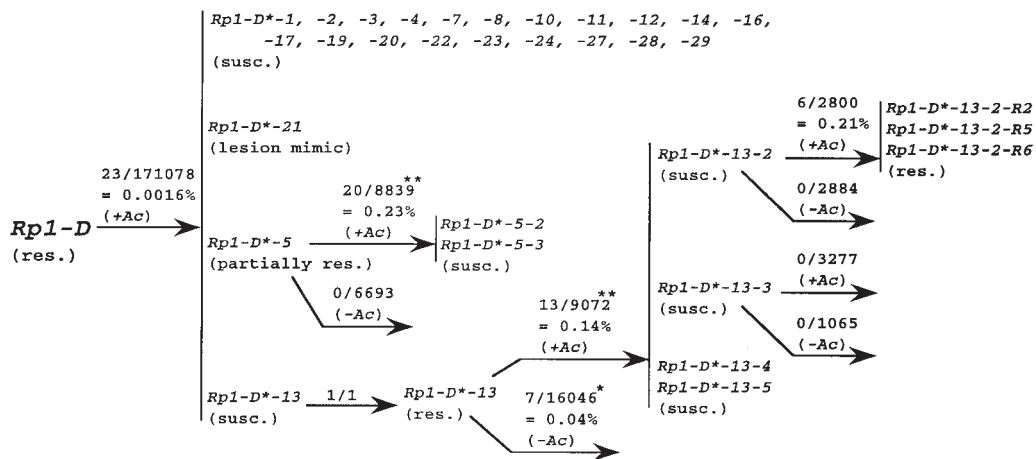 Rp1-D*-1, -2, -3, -4, -7, -8, -10, -11, -12, -14, -16,
-17, -19, -20, -22, -23, -24, -27, -28, -29
(susc.)
Rp1-D*-21
(lesion mimic)
23/171078
= 0.0016%
(+Ac)
Rp1-D
(res.)
Rp1-D*-5
(partially res.)
20/8839**
= 0.23%
(+Ac)
Rp1-D*-5-2
Rp1-D*-5-3
(susc.)
0/6693
(-Ac)
Rp1-D*-13
(susc.)
1/1
Rp1-D*-13
(res.)
13/9072**
= 0.14%
(+Ac)
7/16046*
= 0.04%
(-Ac)
Rp1-D*-13-2
(susc.)
6/2800
= 0.21%
(+Ac)
Rp1-D*-13-2-R2
Rp1-D*-13-2-R5
Rp1-D*-13-2-R6
(res.)
0/2884
(-Ac)
Rp1-D*-13-3
(susc.)
0/3277
(+Ac)
0/1065
(-Ac)
Rp1-D*-13-4
Rp1-D*-13-5
(susc.)